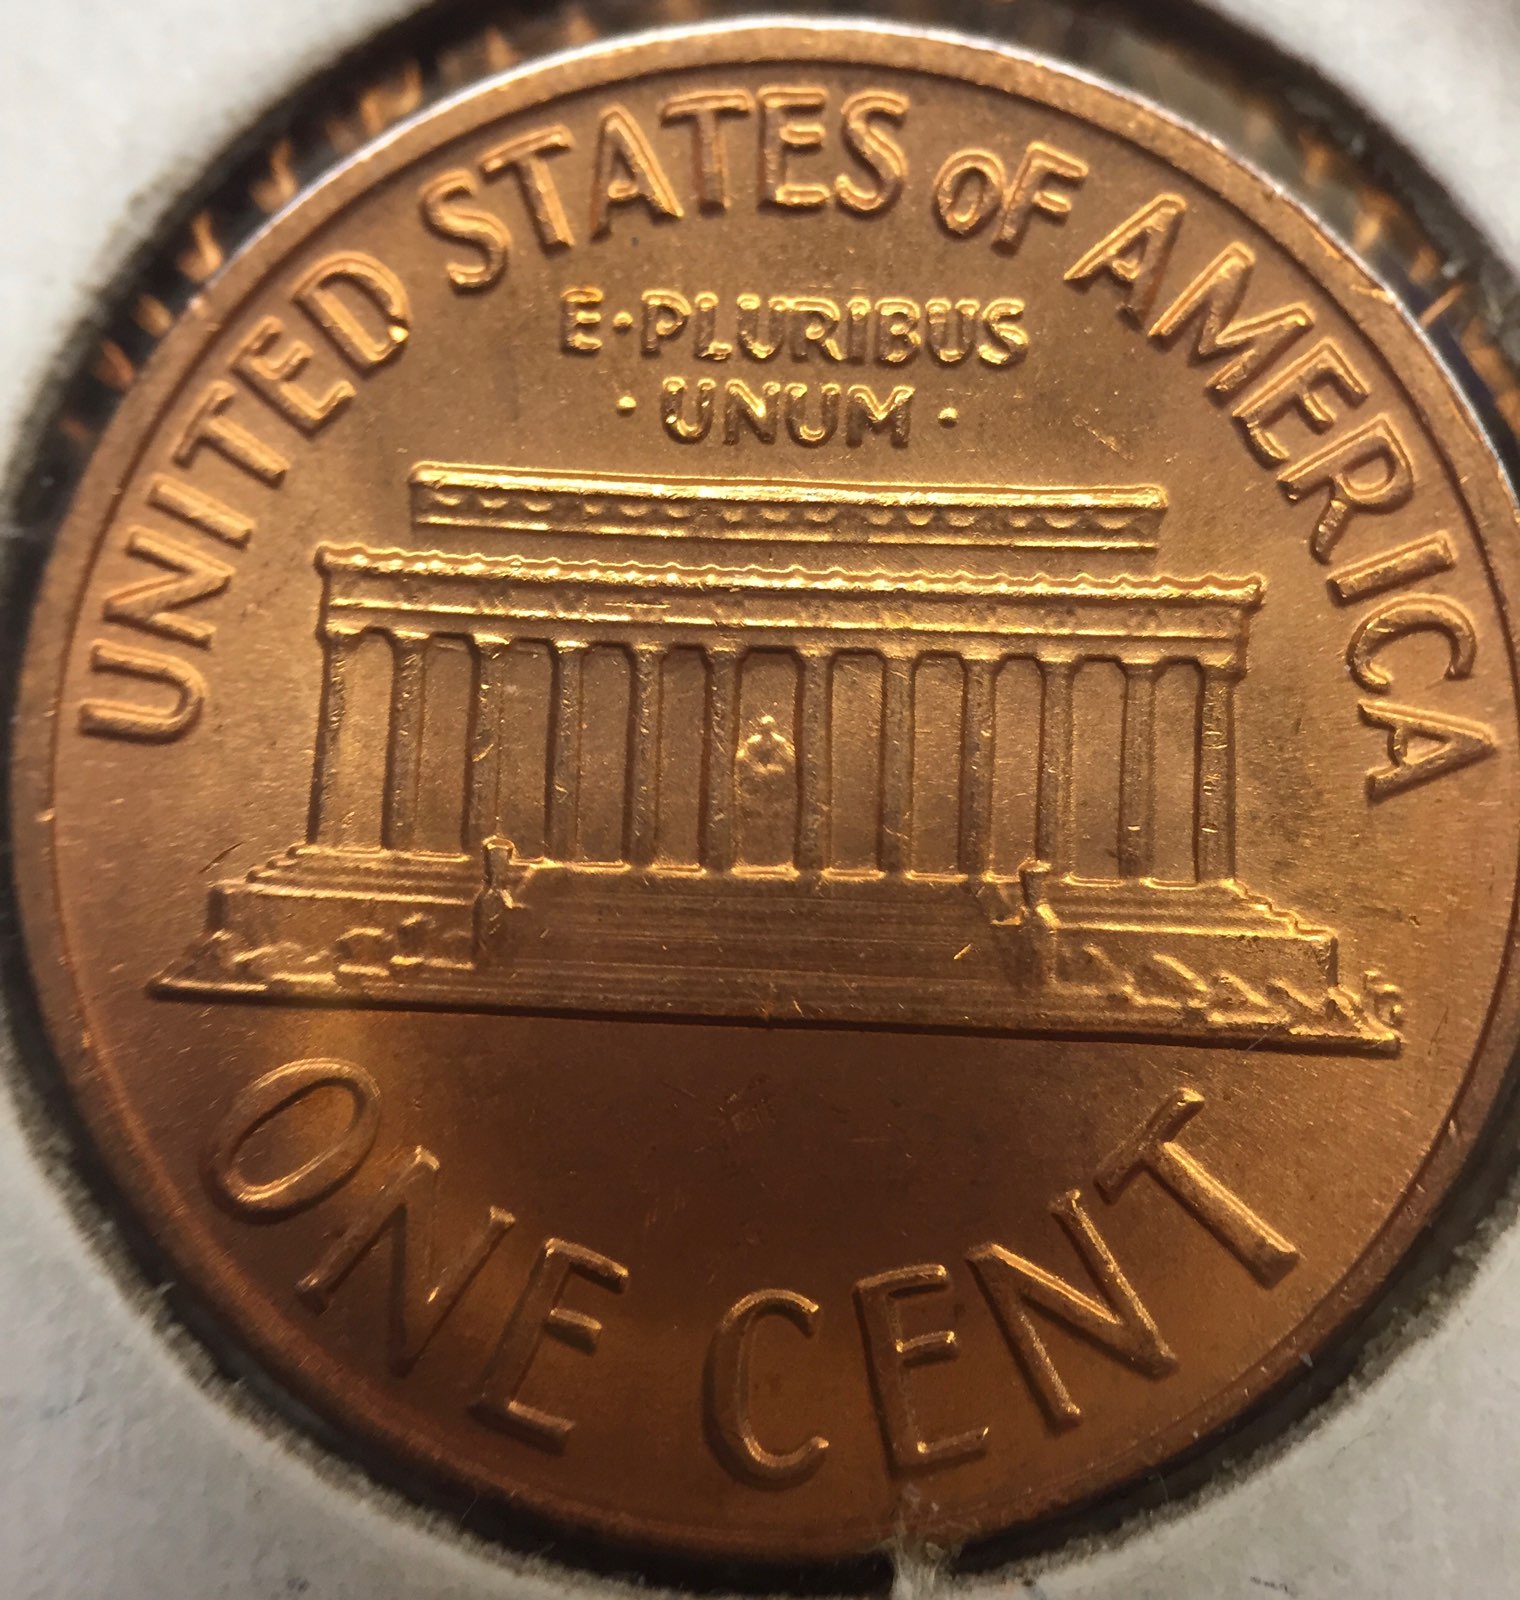 UNITED STATES OF AMERICA
E·PLURIBUS
· UNUM ·
ONE CENT